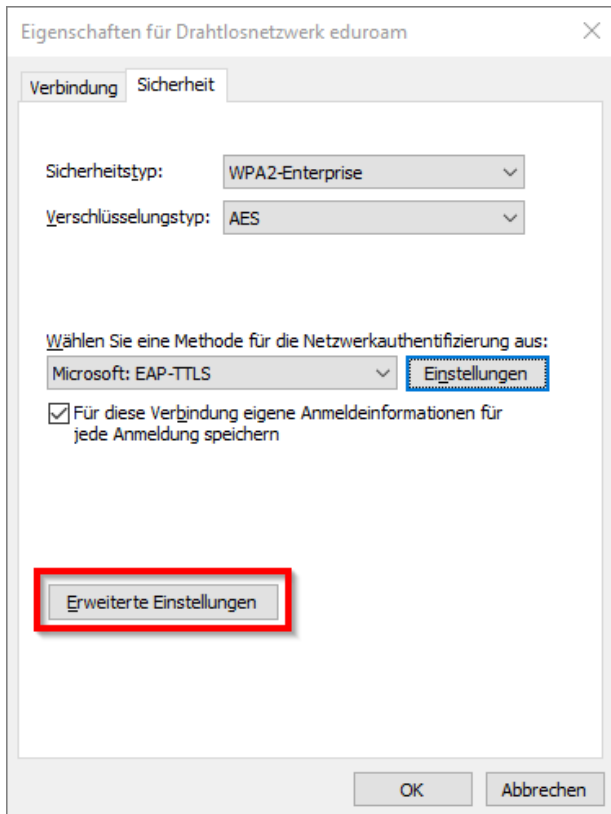 Eigenschaften für Drahtlosnetzwerk eduroam
Verbindung Sicherheit
Sicherheitstyp: WPA2-Enterprise
Verschlüsselungstyp: AES
Wählen Sie eine Methode für die Netzwerkauthentifizierung aus:
Microsoft: EAP-TTLS Einstellungen
Für diese Verbindung eigene Anmeldeinformationen für
jede Anmeldung speichern
Erweiterte Einstellungen
OK Abbrechen